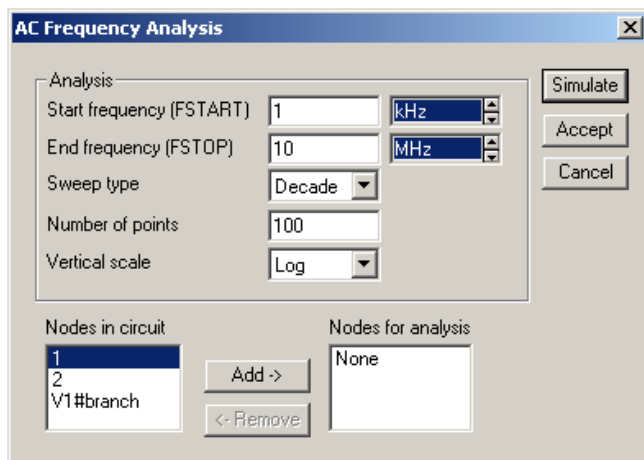 AC Frequency Analysis
Analysis
Start frequency (FSTART) 1 kHz
End frequency (FSTOP) 10 MHz
Sweep type Decade
Number of points 100
Vertical scale Log
Simulate
Accept
Cancel
Nodes in circuit
1
2
V1#branch
Add ->
<- Remove
Nodes for analysis
None